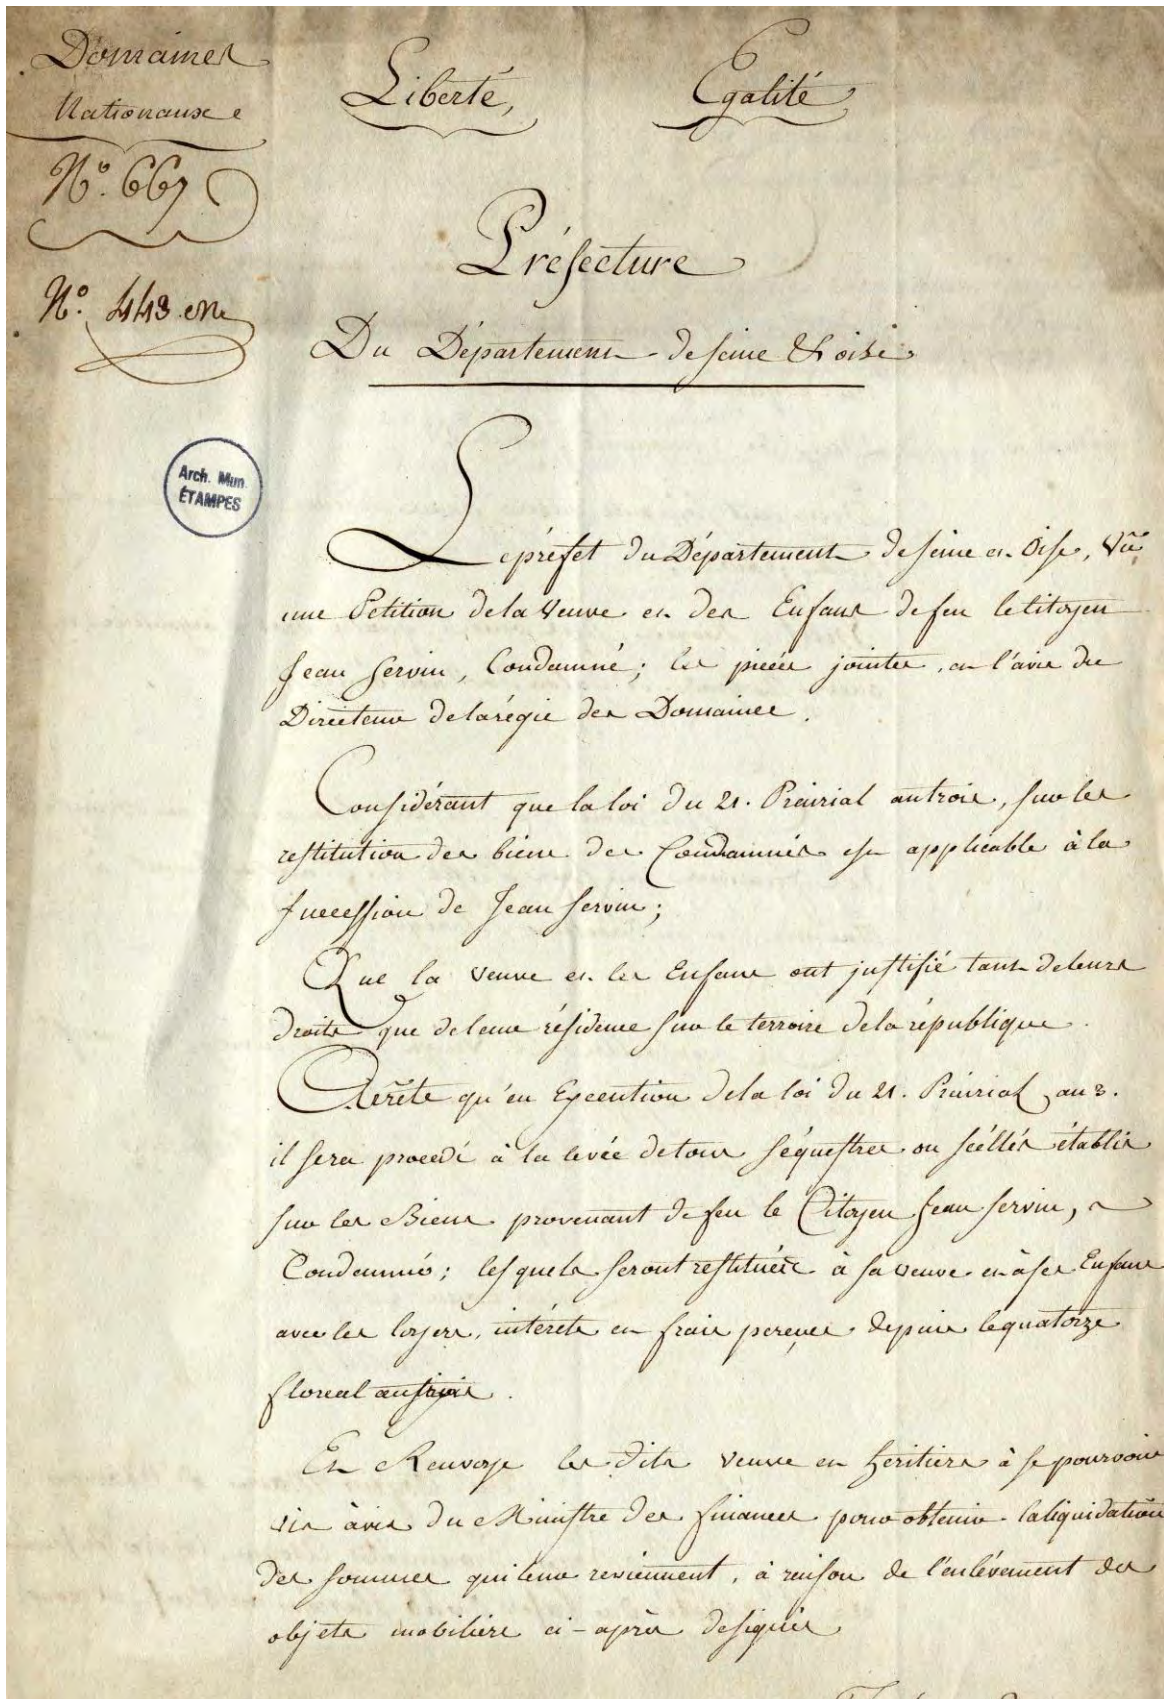 Domaines
Nationaux
N.º 667
N.º 443
Liberté,
Egalité
Préfecture
Du Département de seine & oise
Arch. Mun.
ÉTAMPES
Le préfet du Département de seine et Oise, Vû
une Petition de la Veuve et des Enfans de feu le Citoyen
Jean Servin, Condamné; les pièces jointes, et l'avis du
Directeur de la régie des Domaines.
Considérant que la loi du 21. Prairial an trois, sur les
restitution des biens des Condamnés est applicable à la
succession de Jean Servin;
Que la veuve et les Enfans ont justifié tant de leurs
droits que de leur résidence sur le terroire de la république.
Arrête qu'en Execution de la loi du 21. Prairial an 3.
il sera procedé à la levée de tous séquestres ou scéllés établis
sur les Biens provenant de feu le Citoyen Jean Servin,
Condamné; lesquels seront restitués à sa veuve et à ses Enfans
avec les loyers, intérêts et frais perçues depuis le quatorze
floreal an trois.
Et Renvoye les dits veuve et héritiers à se pourvoir
vis àvis du Ministre des finances pour obtenir la liquidation
des sommes qui leur reviennent, à raison de l'enlévement des
objets mobiliers ci-après designés